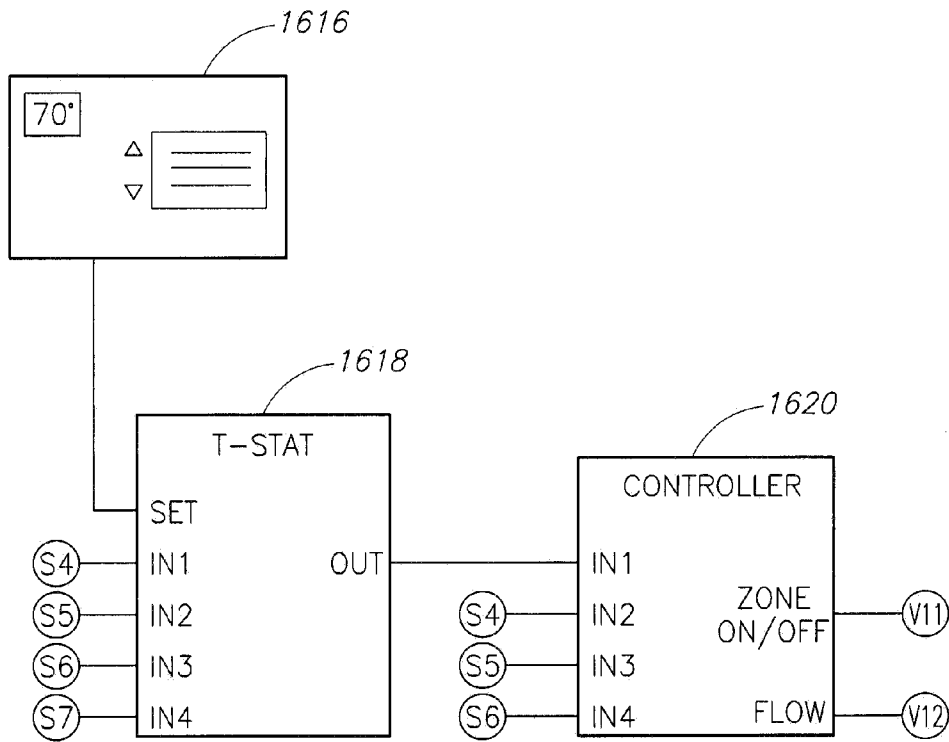 1616
70°
1618
T-STAT
SET
S4 IN1 OUT
S5 IN2
S6 IN3
S7 IN4
1620
CONTROLLER
IN1
S4 IN2 ZONE ON/OFF V11
S5 IN3
S6 IN4 FLOW V12